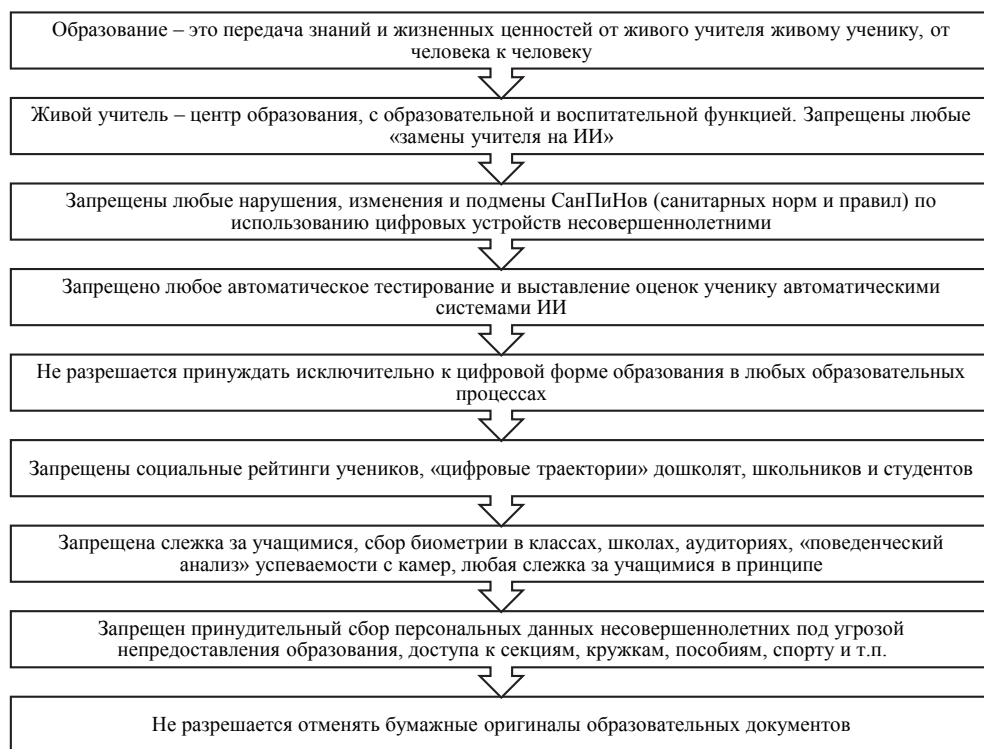 Образование – это передача знаний и жизненных ценностей от живого учителя живому ученику, от
человека к человеку
Живой учитель – центр образования, с образовательной и воспитательной функцией. Запрещены любые
«замены учителя на ИИ»
Запрещены любые нарушения, изменения и подмены СанПиНов (санитарных норм и правил) по
использованию цифровых устройств несовершеннолетними
Запрещено любое автоматическое тестирование и выставление оценок ученику автоматическими
системами ИИ
Не разрешается принуждать исключительно к цифровой форме образования в любых образовательных
процессах
Запрещены социальные рейтинги учеников, «цифровые траектории» дошколят, школьников и студентов
Запрещена слежка за учащимися, сбор биометрии в классах, школах, аудиториях, «поведенческий
анализ» успеваемости с камер, любая слежка за учащимися в принципе
Запрещен принудительный сбор персональных данных несовершеннолетних под угрозой
непредоставления образования, доступа к секциям, кружкам, пособиям, спорту и т.п.
Не разрешается отменять бумажные оригиналы образовательных документов